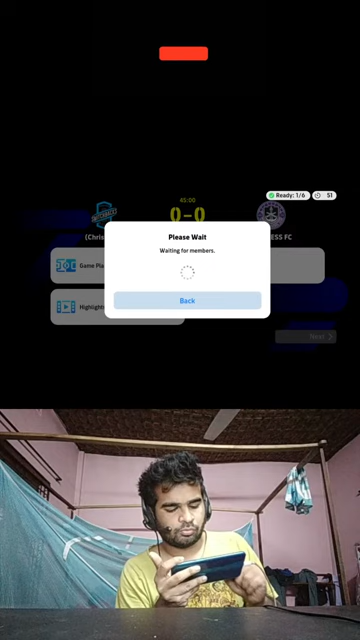 45:00
Ready: 1/6
51
0-0
(Chris
ESS FC
Please Wait
Waiting for members.
Game Pla
Back
Highlight
Next